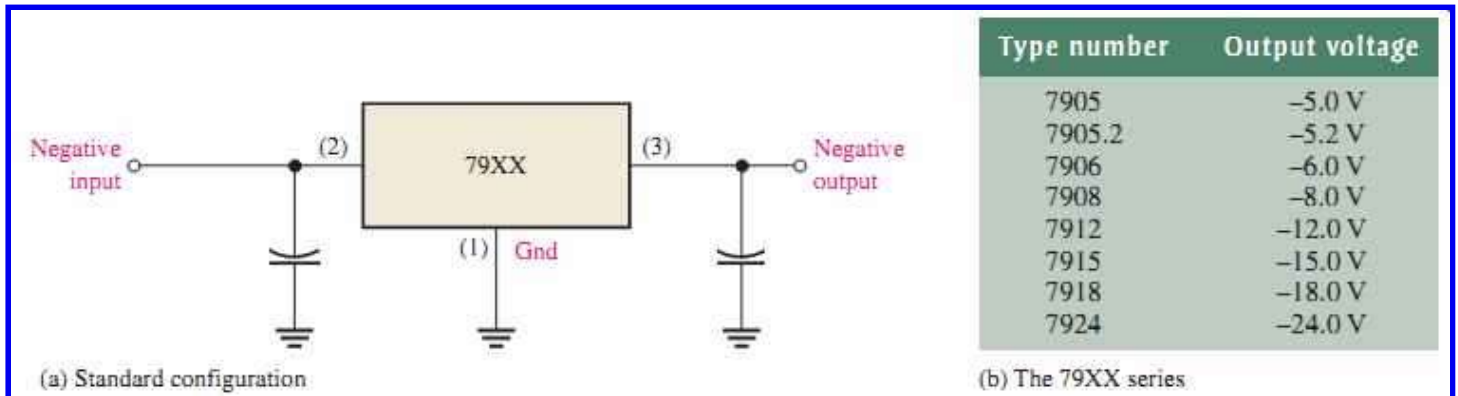 Negative
input
(2)
79XX
(3)
Negative
output
(1) Gnd
(a) Standard configuration
Type number Output voltage
7905 –5.0 V
7905.2 –5.2 V
7906 –6.0 V
7908 –8.0 V
7912 –12.0 V
7915 –15.0 V
7918 –18.0 V
7924 –24.0 V
(b) The 79XX series